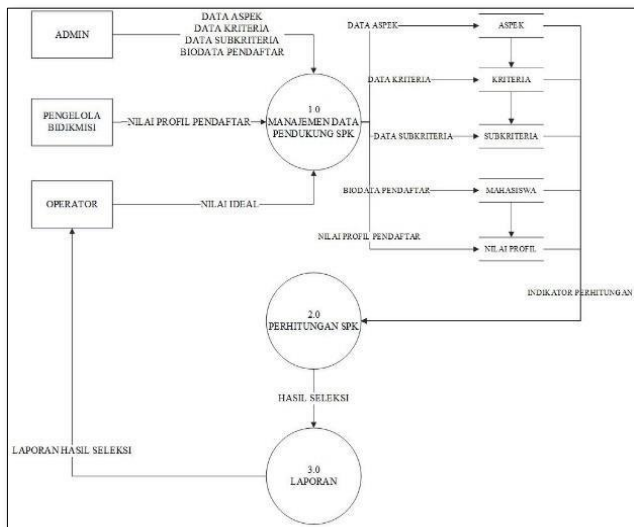 ADMIN
DATA ASPEK
DATA KRITERIA
DATA SUBKRITERIA
BIODATA PENDAFTAR
DATA ASPEK
ASPEK
PENGELOLA
BIDIKMISI
NILAI PROFIL PENDAFTAR
1.0
MANAJEMEN DATA
PENDUKUNG SPK
DATA KRITERIA
KRITERIA
DATA SUBKRITERIA
SUBKRITERIA
OPERATOR
NILAI IDEAL
BIODATA PENDAFTAR
MAHASISWA
NILAI PROFIL PENDAFTAR
NILAI PROFIL
INDIKATOR PERHITUNGAN
2.0
PERHITUNGAN SPK
HASIL SELEKSI
LAPORAN HASIL SELEKSI
3.0
LAPORAN